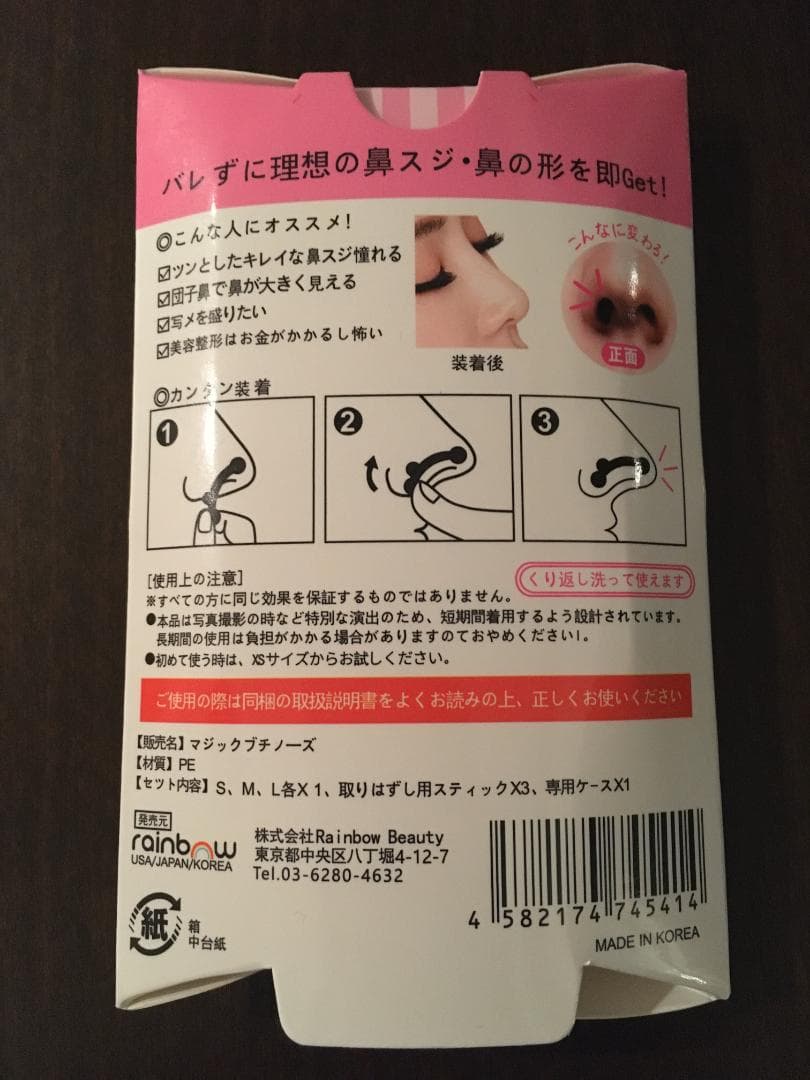 バレずに理想の鼻スジ・鼻の形を即Get!
◎こんな人にオススメ!
☑ツンとしたキレイな鼻スジ憧れる
☑団子鼻で鼻が大きく見える
☑写メを盛りたい
☑美容整形はお金がかかるし怖い
装着後
こんなに変わる!
正面
◎カンタン装着
1
2
3
[使用上の注意]
くり返し洗って使えます
※すべての方に同じ効果を保証するものではありません。
●本品は写真撮影の時など特別な演出のため、短期間着用するよう設計されています。
長期間の使用は負担がかかる場合がありますのでおやめください。
●初めて使う時は、XSサイズからお試しください。
ご使用の際は同梱の取扱説明書をよくお読みの上、正しくお使いください
【販売名】マジックプチノーズ
【材質】PE
【セット内容】S、M、L各X 1、取りはずし用スティックX3、専用ケースX1
発売元
rainbow
USA/JAPAN/KOREA
株式会社Rainbow Beauty
東京都中央区八丁堀4-12-7
Tel.03-6280-4632
紙
箱
中台紙
4 582174 745414
MADE IN KOREA